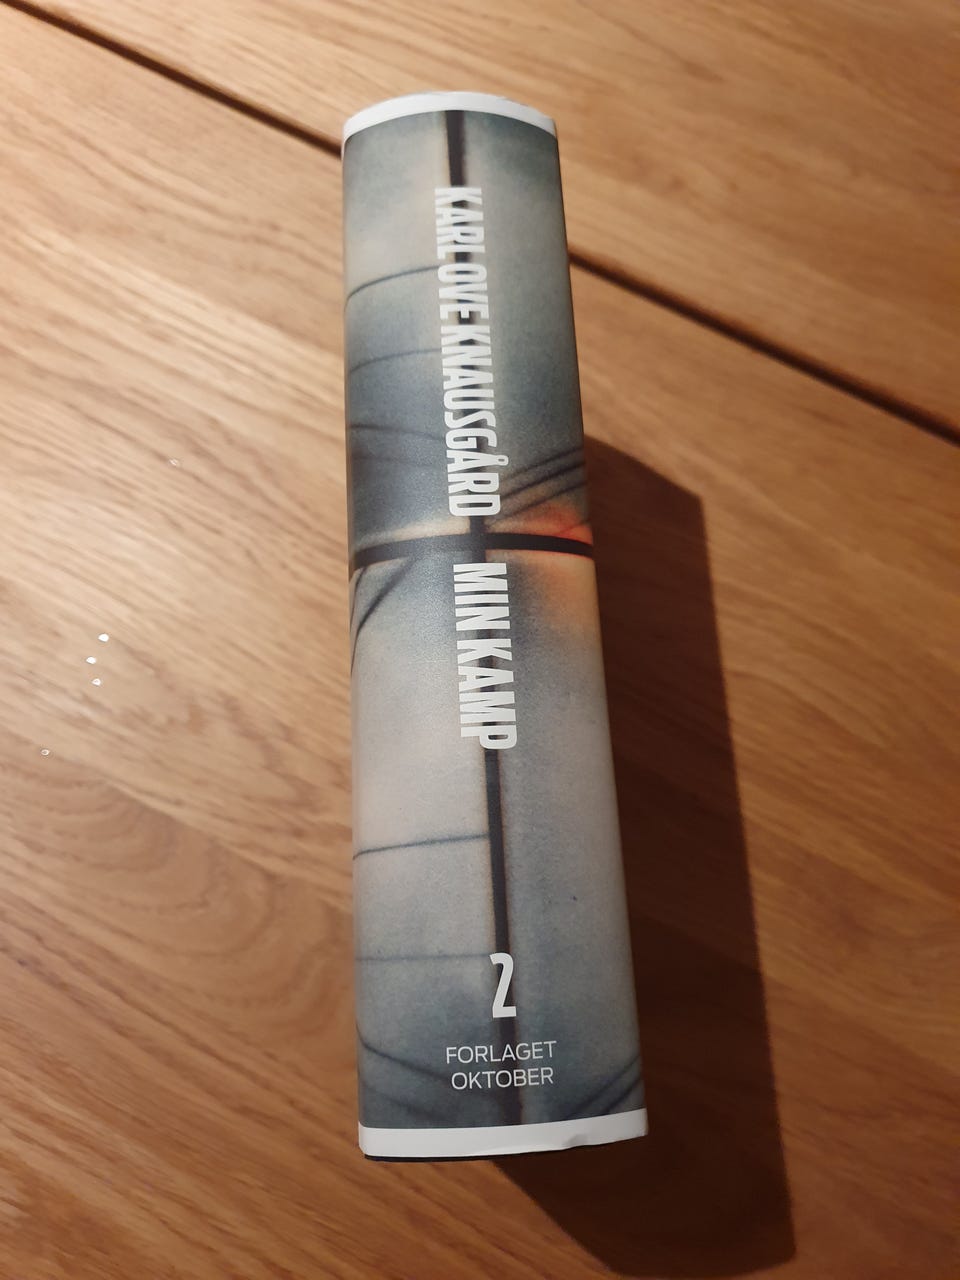 KARL OVE KNAUSGÅRD MIN KAMP
2
FORLAGET
OKTOBER